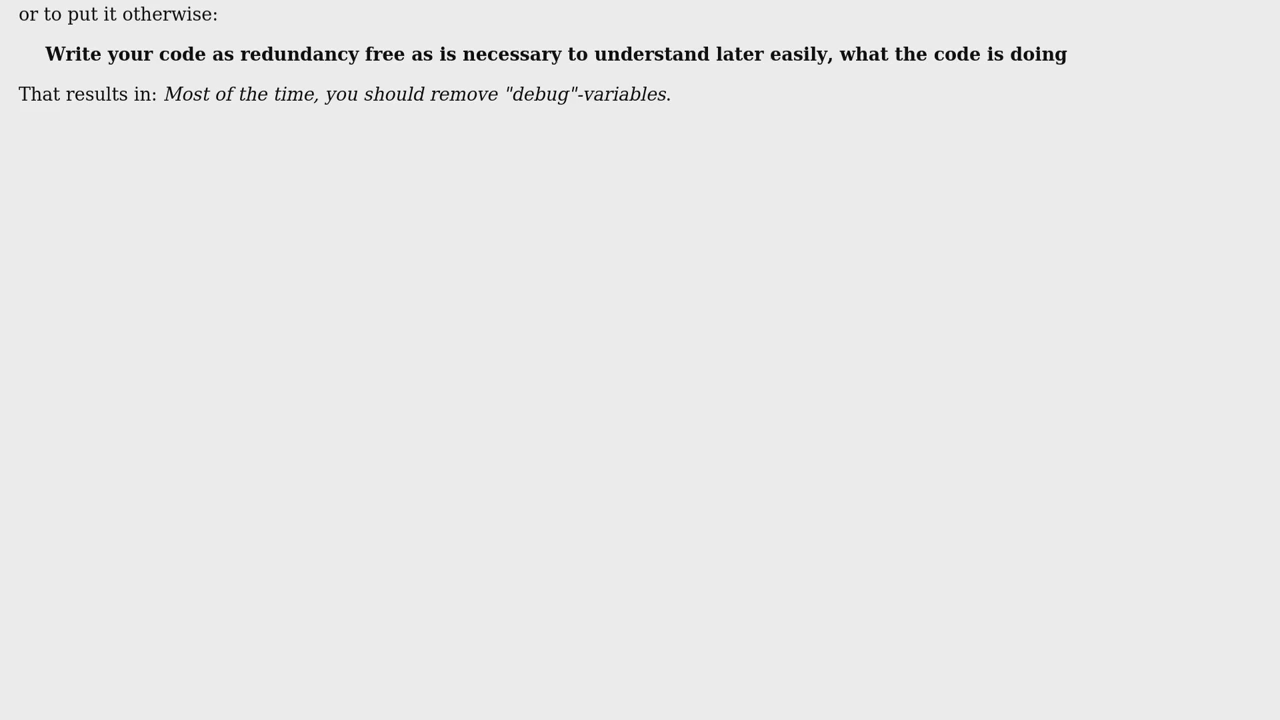 or to put it otherwise:
Write your code as redundancy free as is necessary to understand later easily, what the code is doing
That results in: Most of the time, you should remove "debug"-variables.